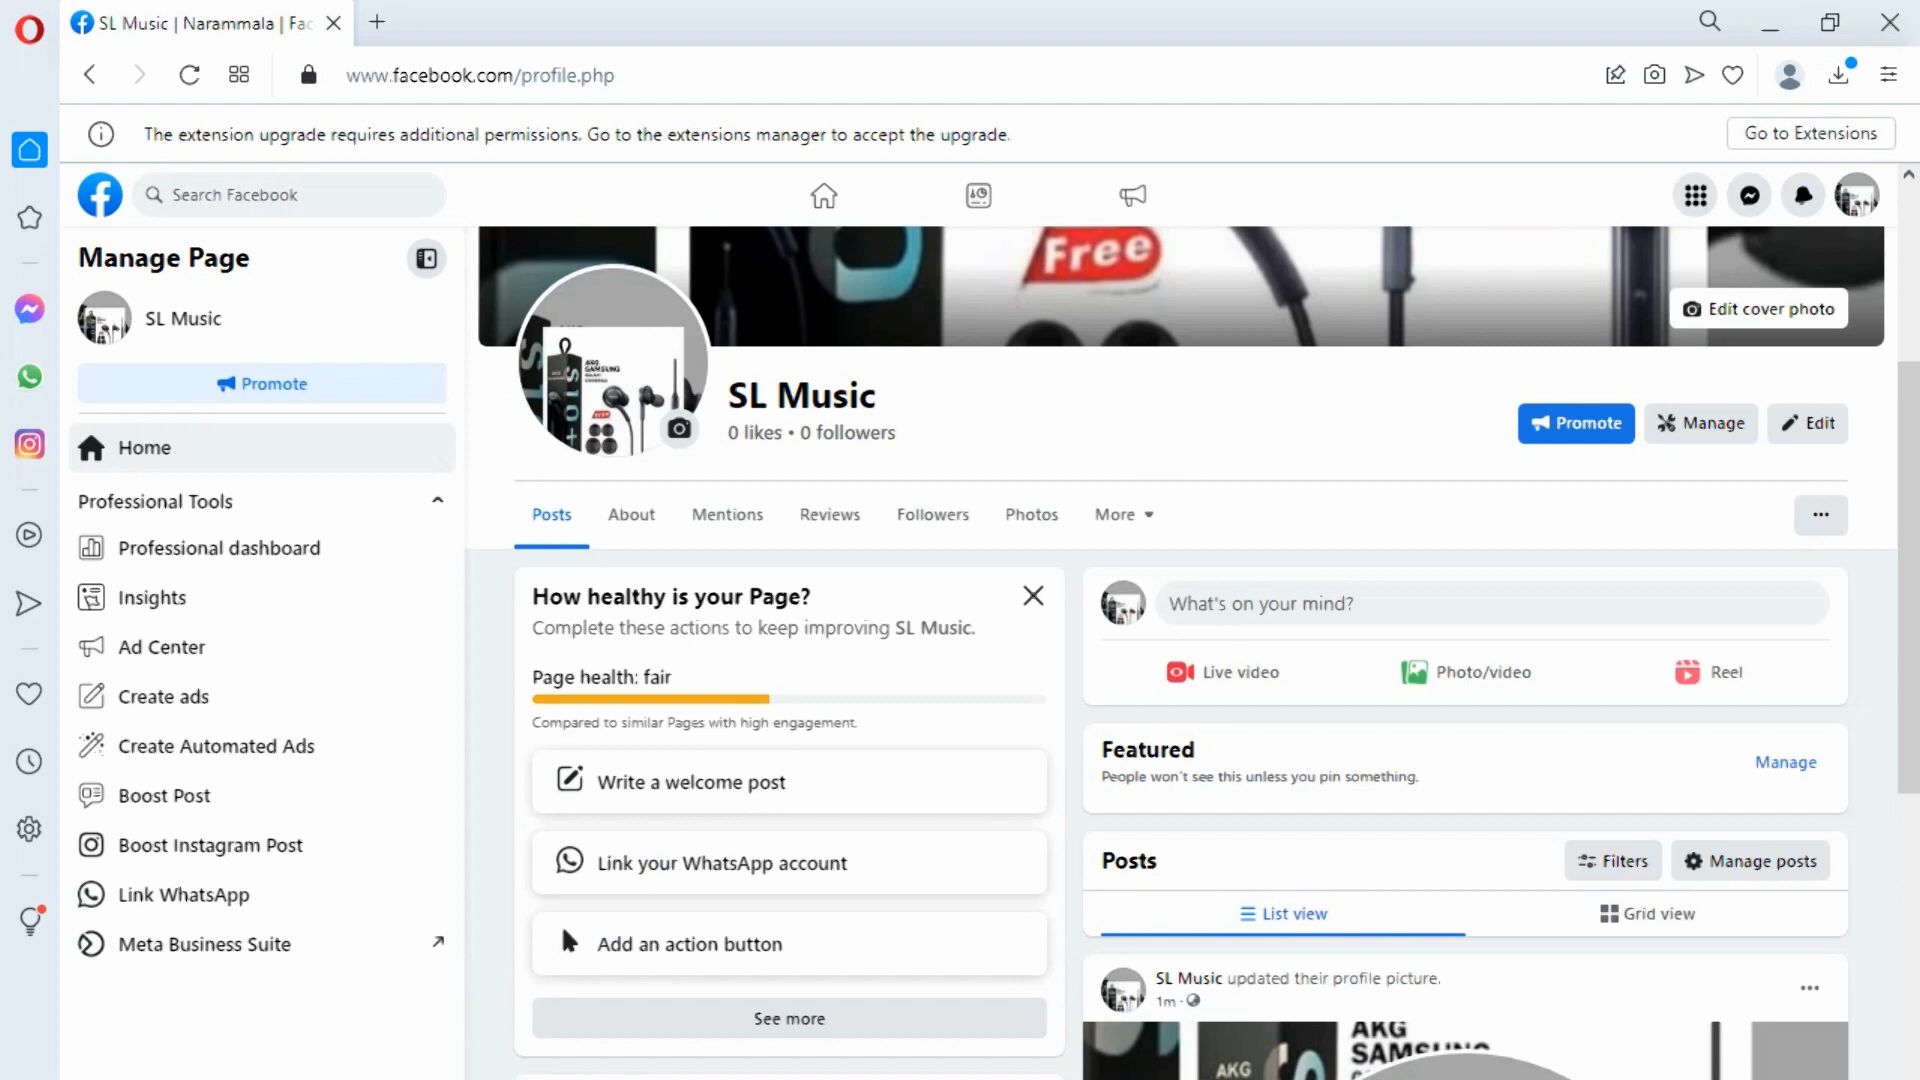 SL Music | Narammala | Fac
www.facebook.com/profile.php
The extension upgrade requires additional permissions. Go to the extensions manager to accept the upgrade.
Go to Extensions
Search Facebook
Manage Page
SL Music
Promote
Home
Professional Tools
Professional dashboard
Insights
Ad Center
Create ads
Create Automated Ads
Boost Post
Boost Instagram Post
Link WhatsApp
Meta Business Suite
Free
Edit cover photo
AKG
SAMSUNG
Free
S10+
AKG
SL Music
0 likes • 0 followers
Promote
Manage
Edit
Posts
About
Mentions
Reviews
Followers
Photos
More
How healthy is your Page?
Complete these actions to keep improving SL Music.
Page health: fair
Compared to similar Pages with high engagement.
Write a welcome post
Link your WhatsApp account
Add an action button
See more
What's on your mind?
Live video
Photo/video
Reel
Featured
People won't see this unless you pin something.
Manage
Posts
Filters
Manage posts
List view
Grid view
SL Music updated their profile picture.
1m ·
AKG
SAMSUNG
AKG